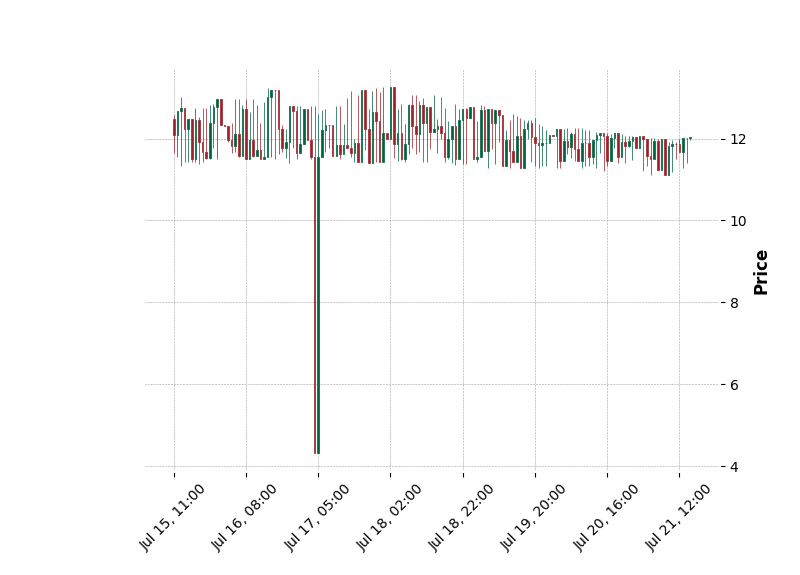 12
10
8
6
4
Price
Jul 15, 11:00
Jul 16, 08:00
Jul 17, 05:00
Jul 18, 02:00
Jul 18, 22:00
Jul 19, 20:00
Jul 20, 16:00
Jul 21, 12:00